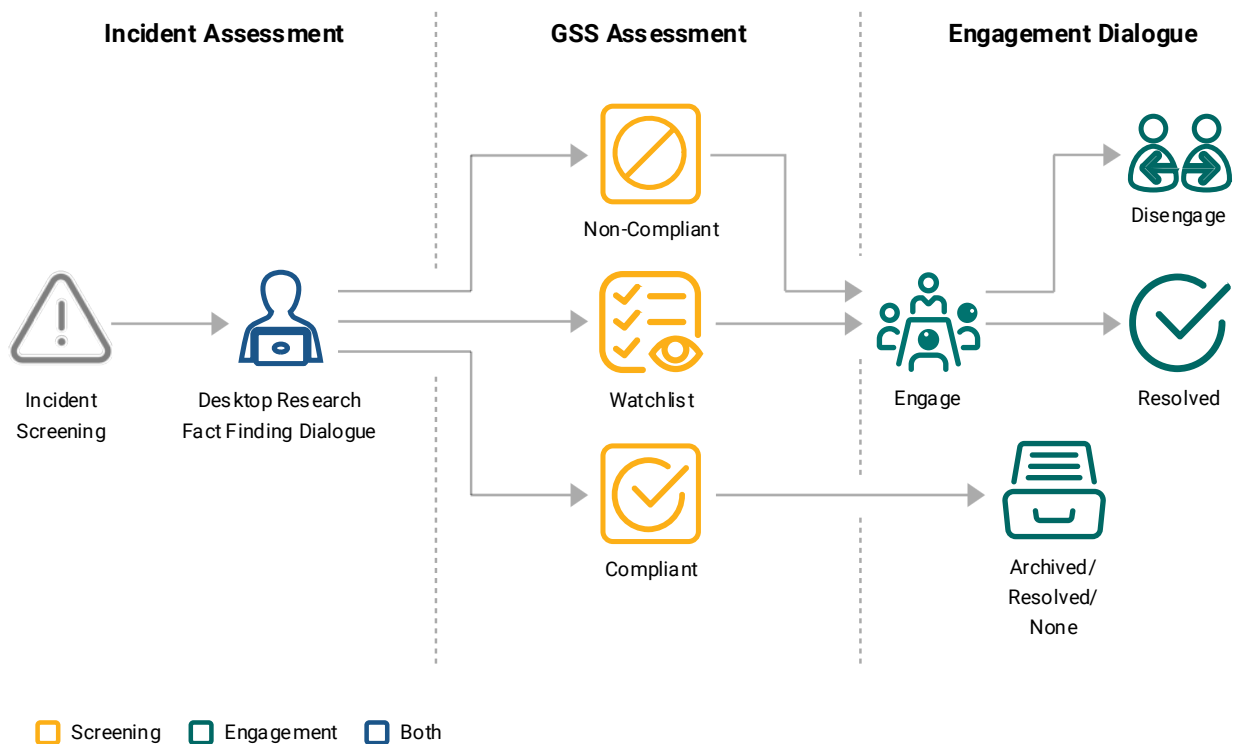 Incident Assessment
GSS Assessment
Engagement Dialogue
Non-Compliant
Disengage
Incident
Screening
Desktop Research
Fact Finding Dialogue
Watchlist
Engage
Resolved
Compliant
Archived/
Resolved/
None
Screening
Engagement
Both